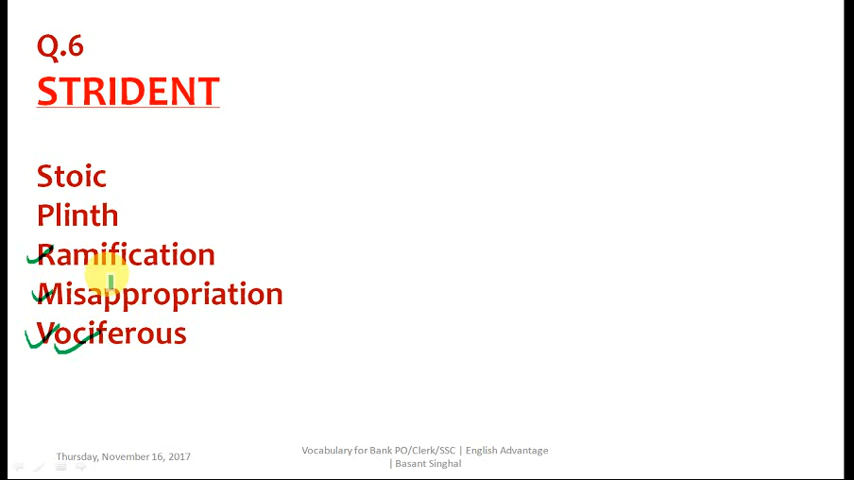 Q.6
STRIDENT
Stoic
Plinth
Ramification
Misappropriation
Vociferous
Thursday, November 16, 2017
Vocabulary for Bank PO/Clerk/SSC | English Advantage
| Basant Singhal